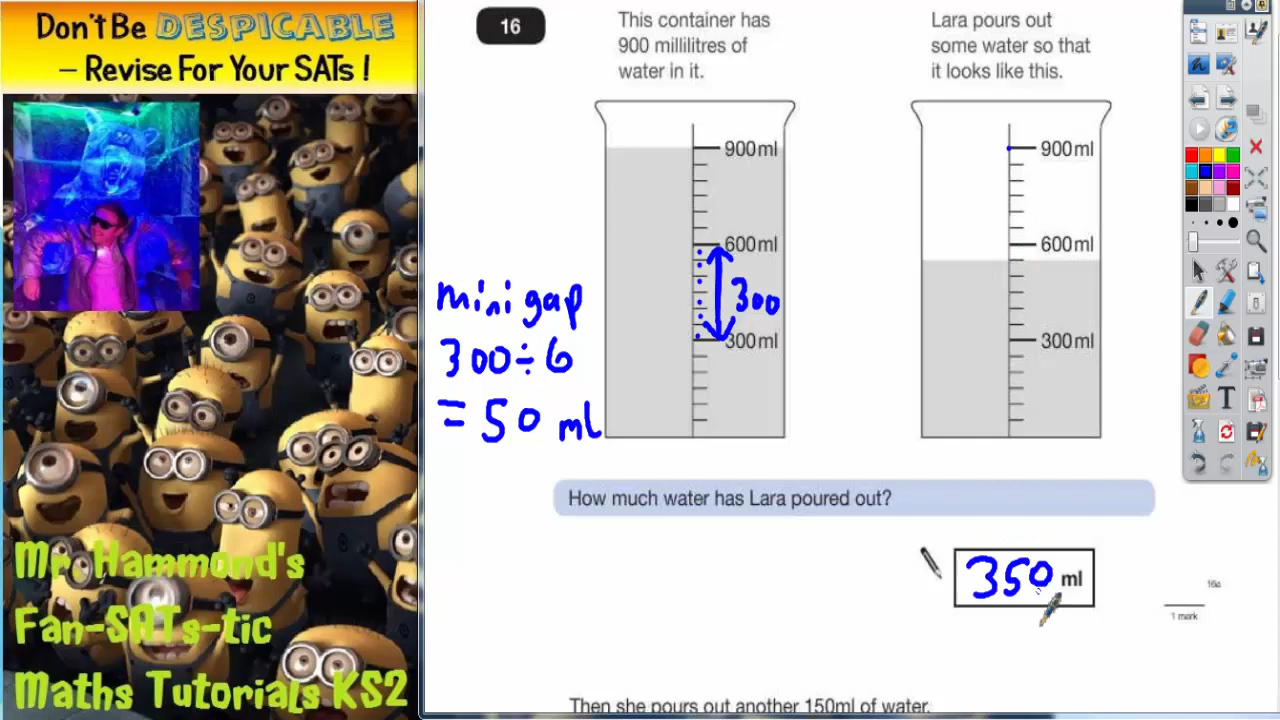 Don't Be DESPICABLE
– Revise For Your SATs !
16
This container has
900 millilitres of
water in it.
Lara pours out
some water so that
it looks like this.
900ml
600ml
300ml
900ml
600ml
300ml
300
mini gap
300÷6
= 50 ml
How much water has Lara poured out?
350 ml
16a
1 mark
Then she pours out another 150ml of water.
Mr. Hammond's
Fan-SATs-tic
Maths Tutorials KS2